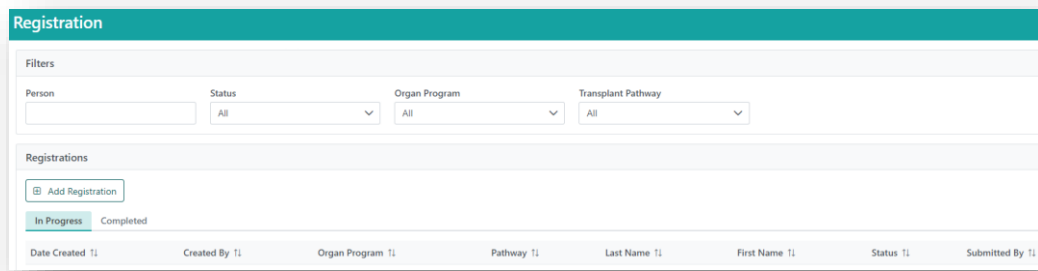 Registration
Filters
Person Status Organ Program Transplant Pathway
All All All
Registrations
Add Registration
In Progress Completed
Date Created Created By Organ Program Pathway Last Name First Name Status Submitted By